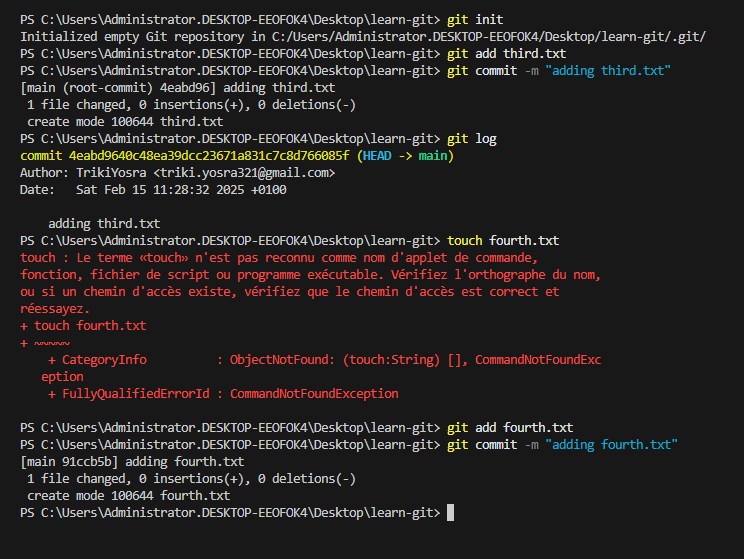 PS C:\Users\Administrator.DESKTOP-EEOFOK4\Desktop\learn-git> git init
Initialized empty Git repository in C:/Users/Administrator.DESKTOP-EEOFOK4/Desktop/learn-git/.git/
PS C:\Users\Administrator.DESKTOP-EEOFOK4\Desktop\learn-git> git add third.txt
PS C:\Users\Administrator.DESKTOP-EEOFOK4\Desktop\learn-git> git commit -m "adding third.txt"
[main (root-commit) 4eabd96] adding third.txt
 1 file changed, 0 insertions(+), 0 deletions(-)
 create mode 100644 third.txt
PS C:\Users\Administrator.DESKTOP-EEOFOK4\Desktop\learn-git> git log
commit 4eabd9640c48ea39dcc23671a831c7c8d766085f (HEAD -> main)
Author: TrikiYosra <triki.yosra321@gmail.com>
Date:   Sat Feb 15 11:28:32 2025 +0100

    adding third.txt
PS C:\Users\Administrator.DESKTOP-EEOFOK4\Desktop\learn-git> touch fourth.txt
touch : Le terme «touch» n'est pas reconnu comme nom d'applet de commande,
fonction, fichier de script ou programme exécutable. Vérifiez l'orthographe du nom,
ou si un chemin d'accès existe, vérifiez que le chemin d'accès est correct et
réessayez.
+ touch fourth.txt
+ ~~~~~
    + CategoryInfo          : ObjectNotFound: (touch:String) [], CommandNotFoundExc
   eption
    + FullyQualifiedErrorId : CommandNotFoundException

PS C:\Users\Administrator.DESKTOP-EEOFOK4\Desktop\learn-git> git add fourth.txt
PS C:\Users\Administrator.DESKTOP-EEOFOK4\Desktop\learn-git> git commit -m "adding fourth.txt"
[main 91ccb5b] adding fourth.txt
 1 file changed, 0 insertions(+), 0 deletions(-)
 create mode 100644 fourth.txt
PS C:\Users\Administrator.DESKTOP-EEOFOK4\Desktop\learn-git>